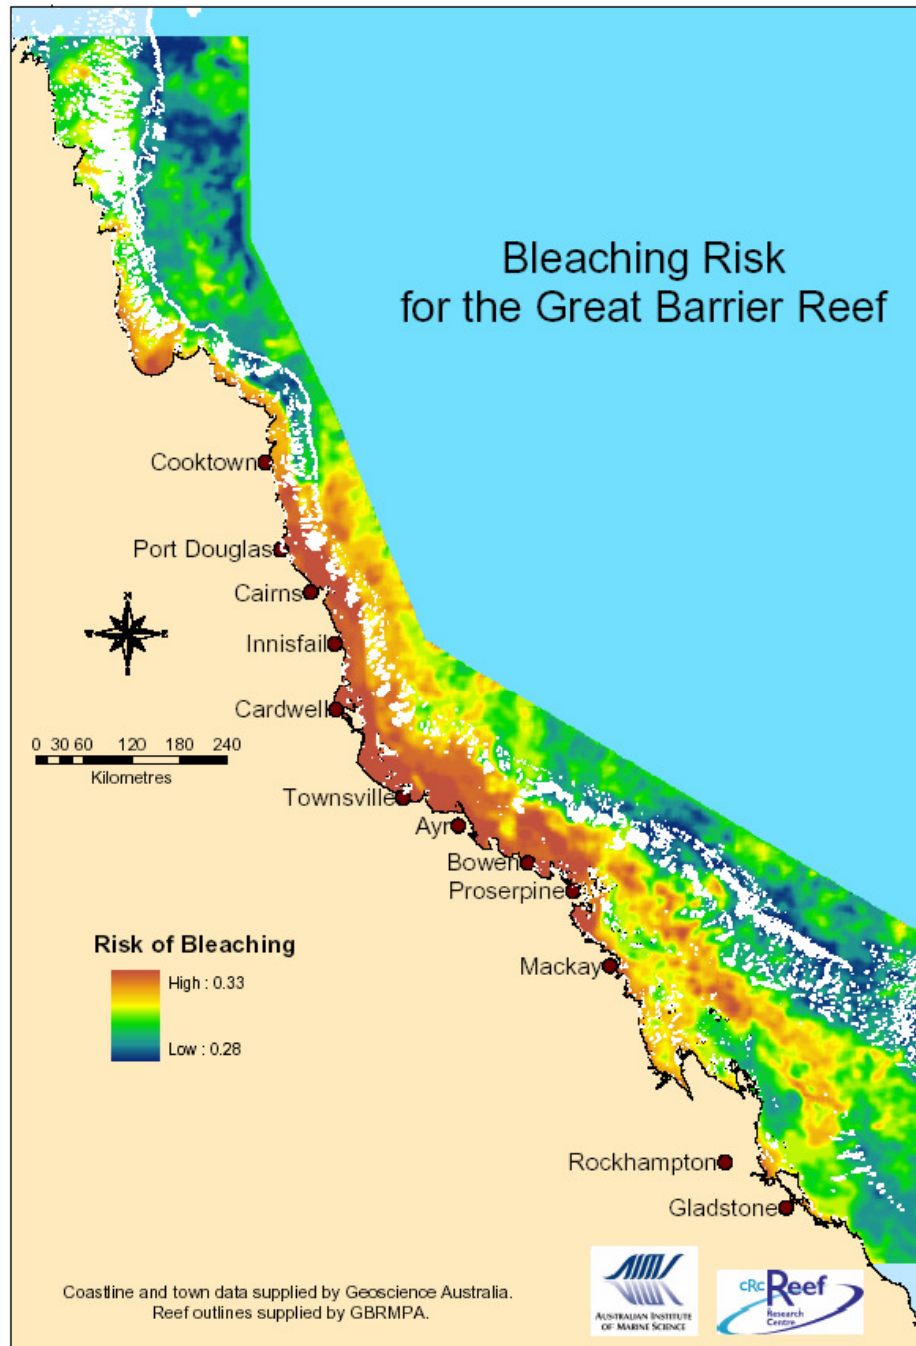 Bleaching Risk
for the Great Barrier Reef
Cooktown
Port Douglas
Cairns
Innisfail
Cardwell
0 30 60 120 180 240
Kilometres
Townsville
Ayr
Bowen
Proserpine
Risk of Bleaching
High : 0.33
Low : 0.28
Mackay
Rockhampton
Gladstone
Coastline and town data supplied by Geoscience Australia.
Reef outlines supplied by GBRMPA.
AIMS
AUSTRALIAN INSTITUTE
OF MARINE SCIENCE
cRc Reef
Research
Centre